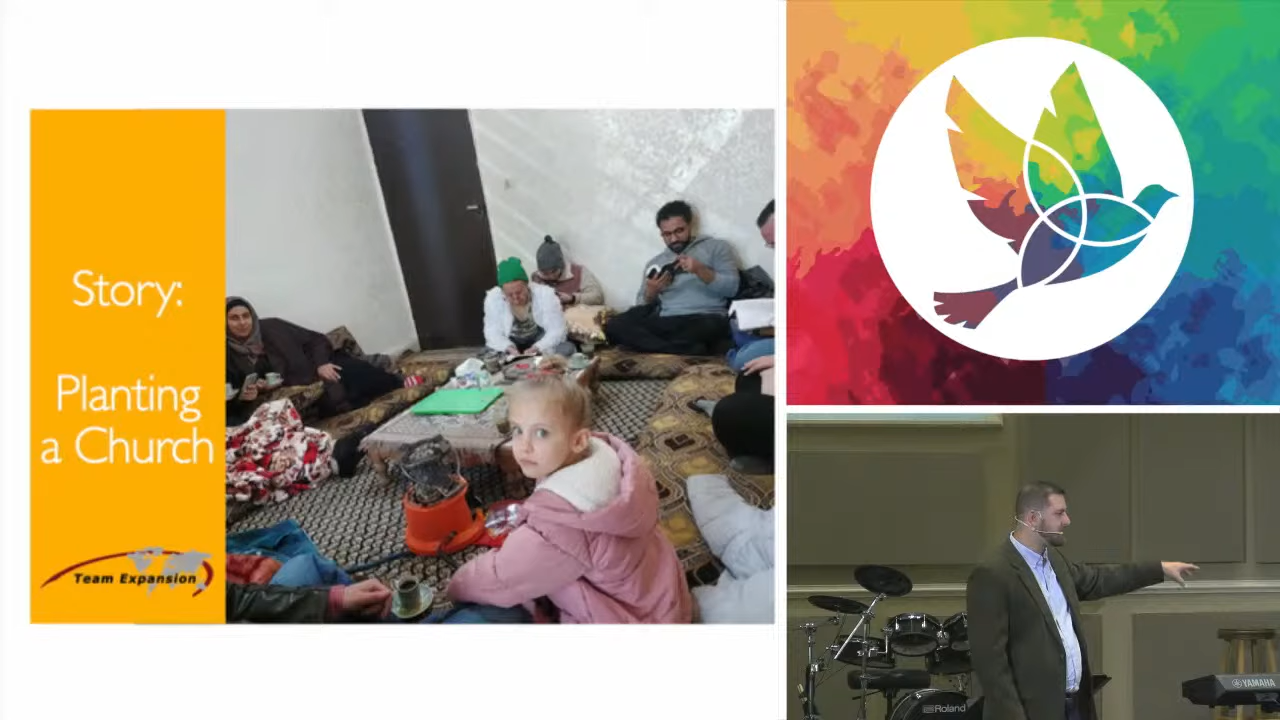 Story:
Planting
a Church
Team Expansion
Roland
YAMAHA